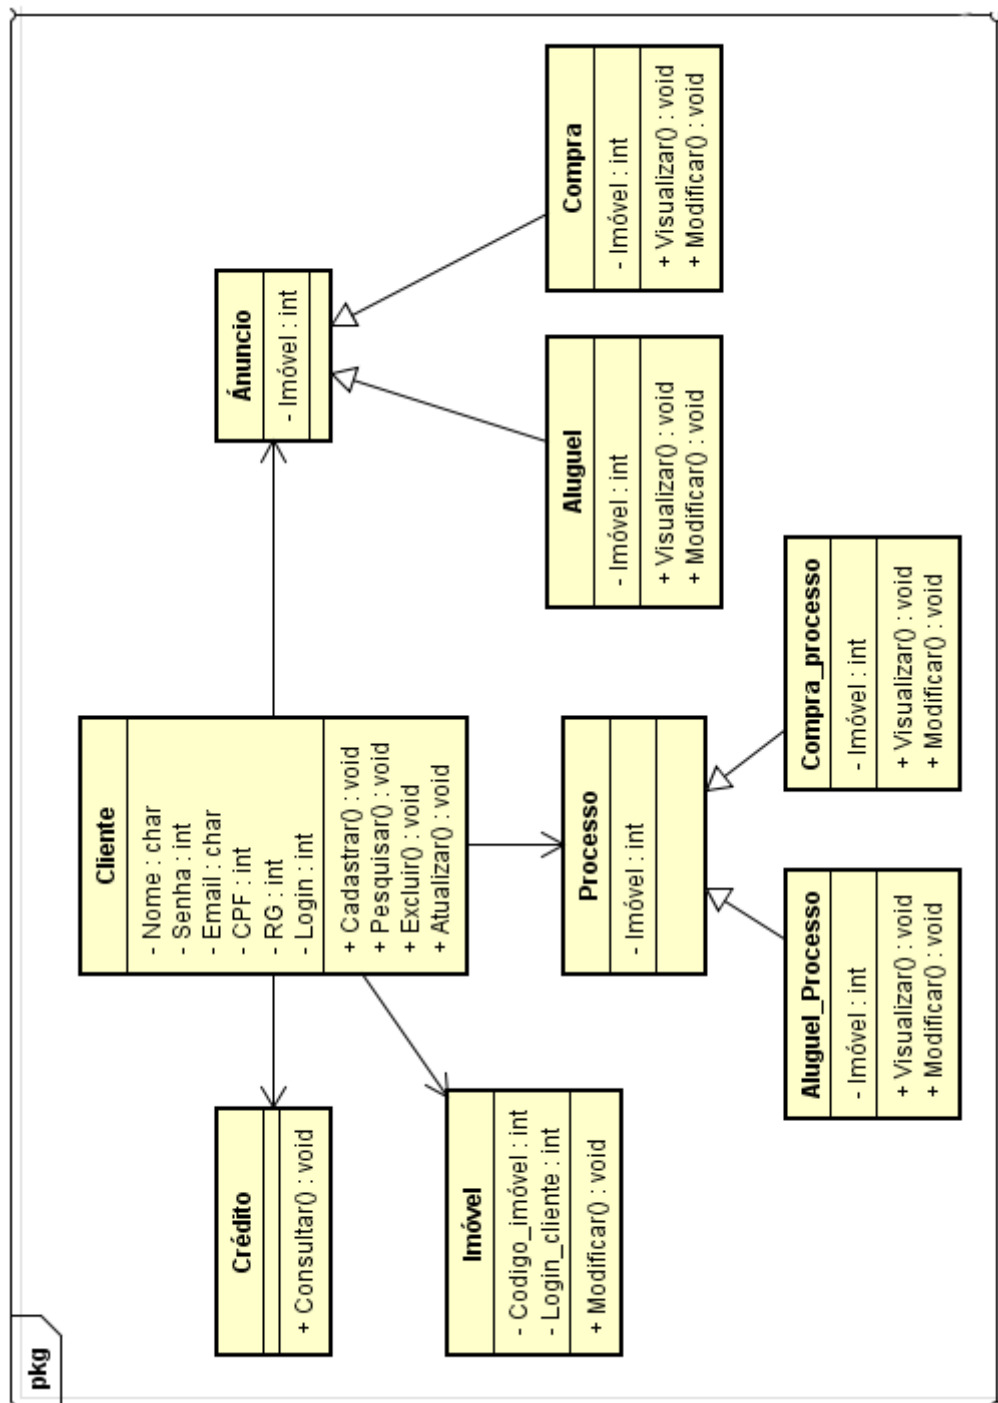 pkg
Crédito
+ Consultar() : void
Cliente
- Nome : char
- Senha : int
- Email : char
- CPF : int
- RG : int
- Login : int
+ Cadastrar() : void
+ Pesquisar() : void
+ Excluir() : void
+ Atualizar() : void
Ánuncio
- Imóvel : int
Imóvel
- Codigo_imóvel : int
- Login_cliente : int
+ Modificar() : void
Processo
- Imóvel : int
Aluguel
- Imóvel : int
+ Visualizar() : void
+ Modificar() : void
Compra
- Imóvel : int
+ Visualizar() : void
+ Modificar() : void
Aluguel_Processo
- Imóvel : int
+ Visualizar() : void
+ Modificar() : void
Compra_processo
- Imóvel : int
+ Visualizar() : void
+ Modificar() : void